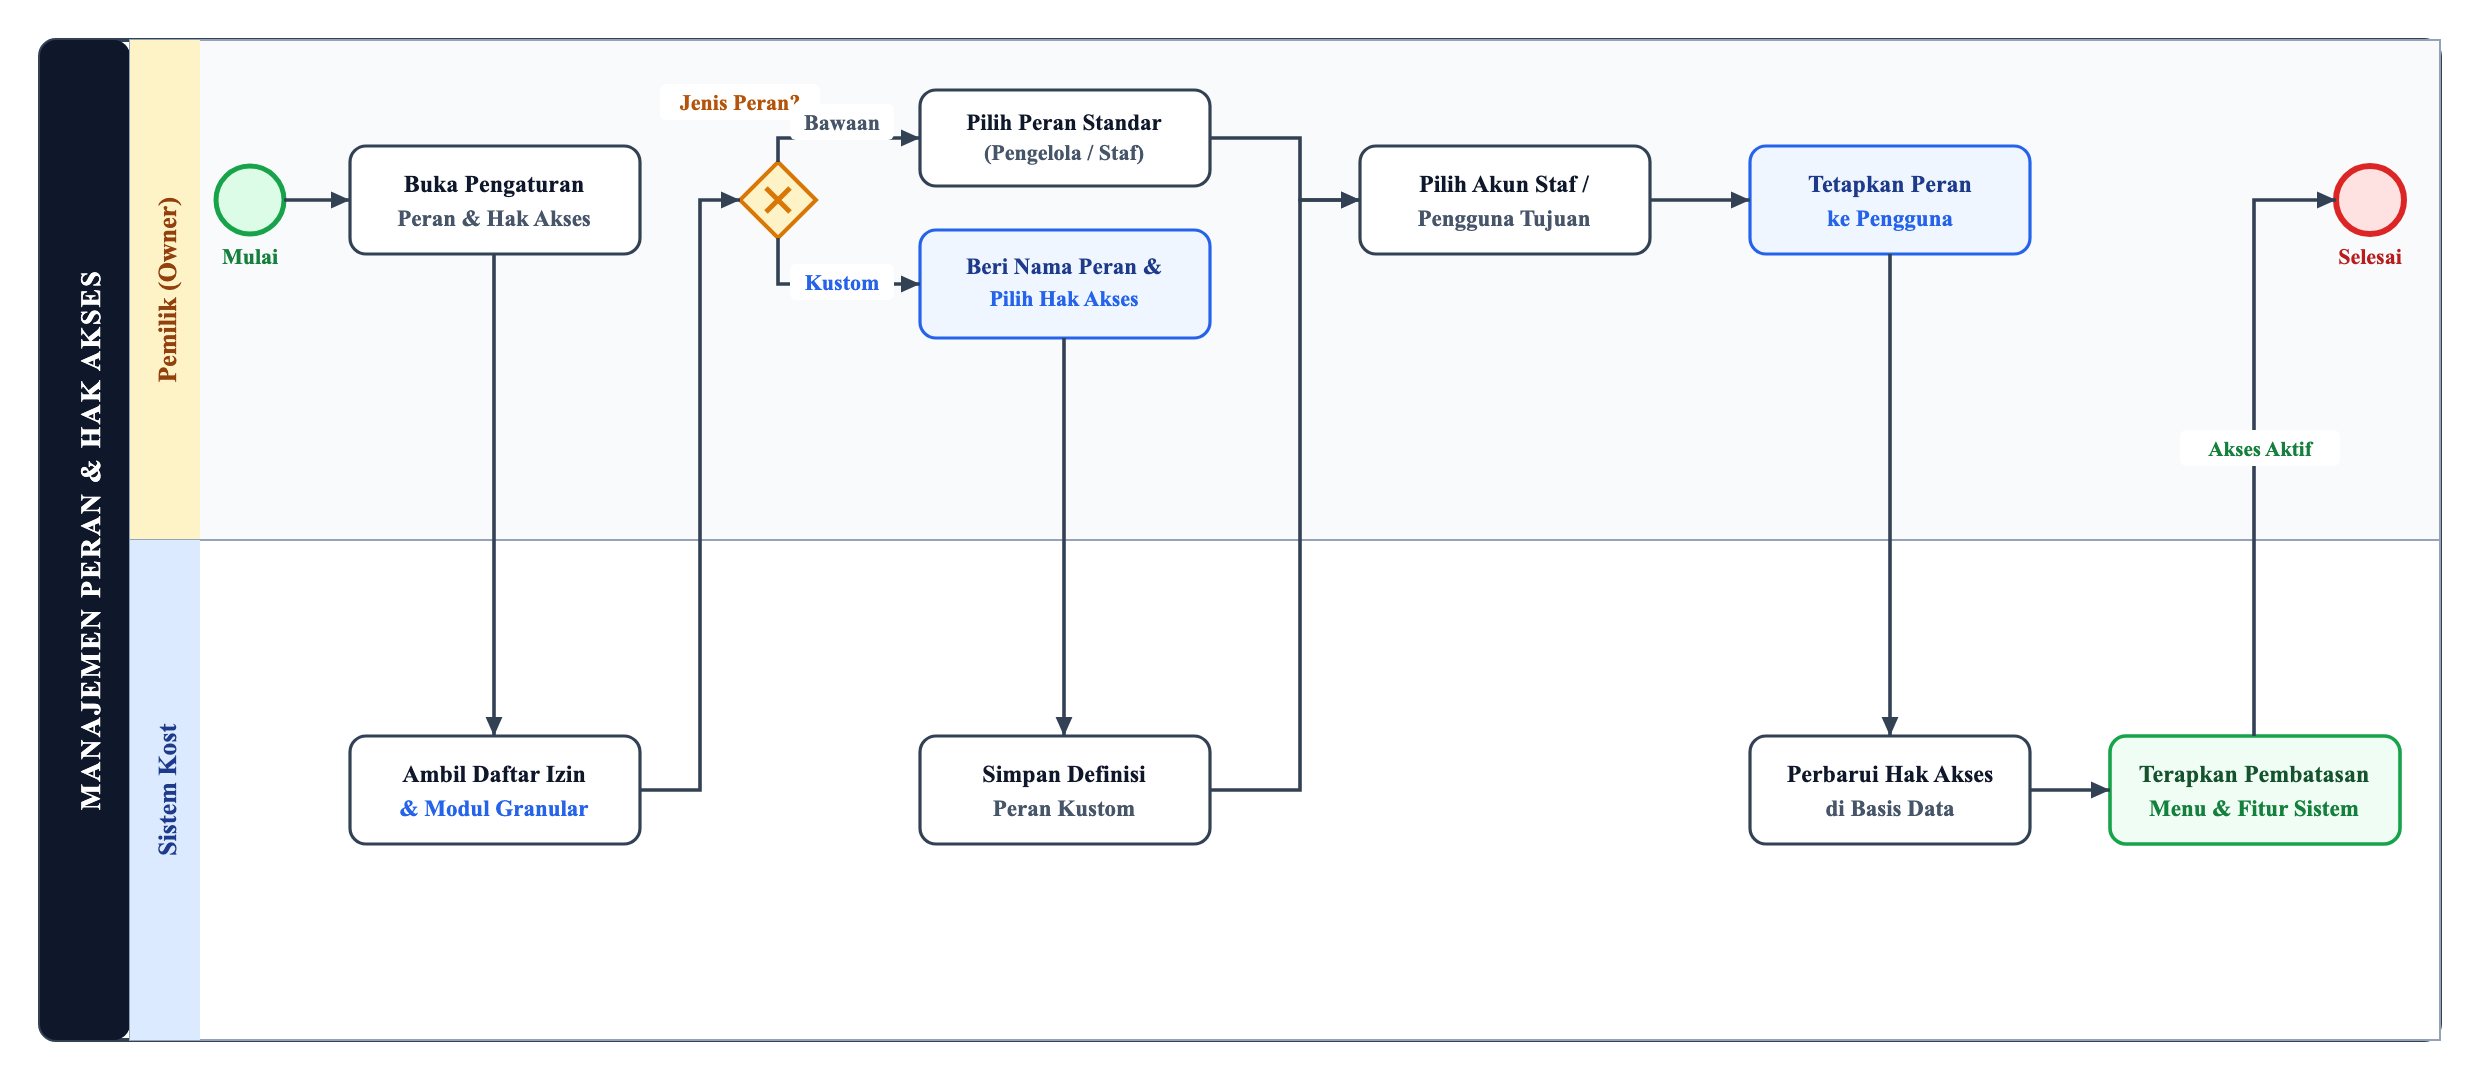 MANAJEMEN PERAN & HAK AKSES
Pemilik (Owner)
Mulai
Buka Pengaturan
Peran & Hak Akses
Jenis Peran?
Bawaan
Kustom
Pilih Peran Standar
(Pengelola / Staf)
Beri Nama Peran &
Pilih Hak Akses
Pilih Akun Staf /
Pengguna Tujuan
Tetapkan Peran
ke Pengguna
Selesai
Akses Aktif
Sistem Kost
Ambil Daftar Izin
& Modul Granular
Simpan Definisi
Peran Kustom
Perbarui Hak Akses
di Basis Data
Terapkan Pembatasan
Menu & Fitur Sistem